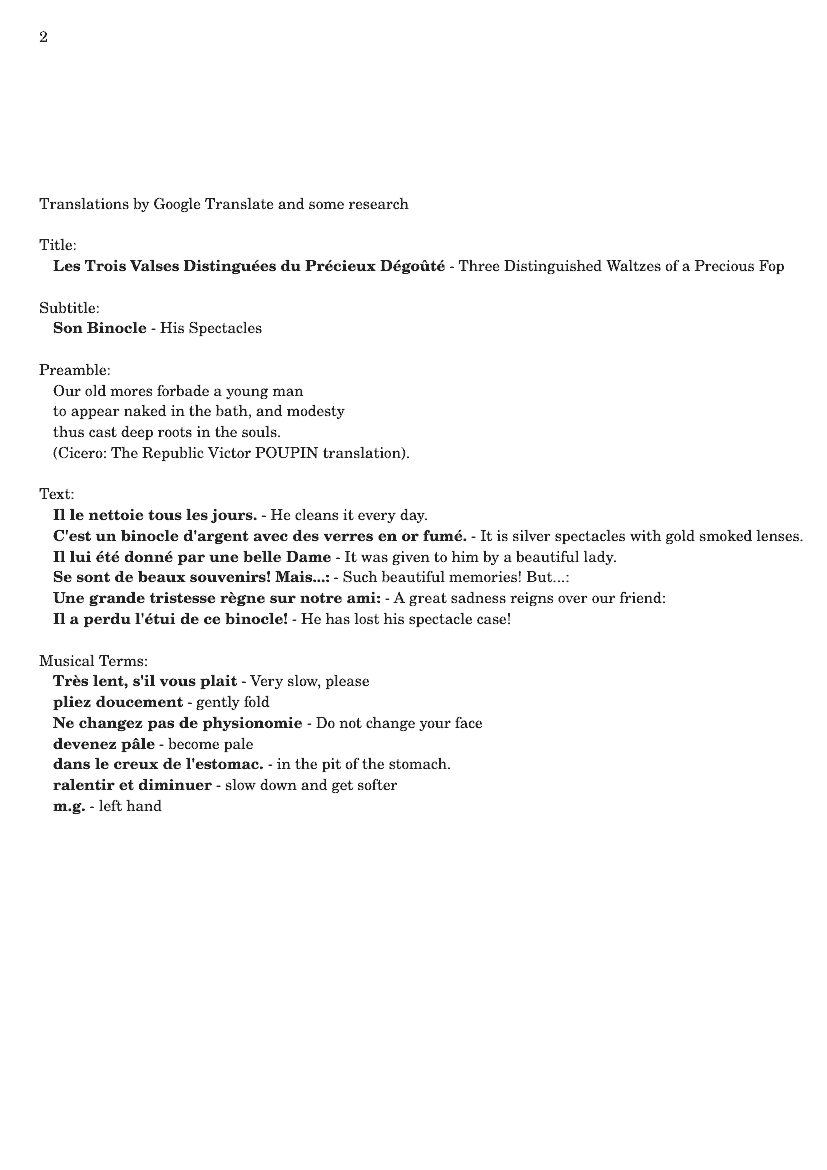 2
Translations by Google Translate and some research
Title:
Les Trois Valses Distinguées du Précieux Dégoûté - Three Distinguished Waltzes of a Precious Fop
Subtitle:
Son Binocle - His Spectacles
Preamble:
Our old mores forbade a young man
to appear naked in the bath, and modesty
thus cast deep roots in the souls.
(Cicero: The Republic Victor POUPIN translation).
Text:
Il le nettoie tous les jours. - He cleans it every day.
C'est un binocle d'argent avec des verres en or fumé. - It is silver spectacles with gold smoked lenses.
Il lui été donné par une belle Dame - It was given to him by a beautiful lady.
Se sont de beaux souvenirs! Mais...: - Such beautiful memories! But...:
Une grande tristesse règne sur notre ami: - A great sadness reigns over our friend:
Il a perdu l'étui de ce binocle! - He has lost his spectacle case!
Musical Terms:
Très lent, s'il vous plait - Very slow, please
pliez doucement - gently fold
Ne changez pas de physionomie - Do not change your face
devenez pâle - become pale
dans le creux de l'estomac. - in the pit of the stomach.
ralentir et diminuer - slow down and get softer
m.g. - left hand